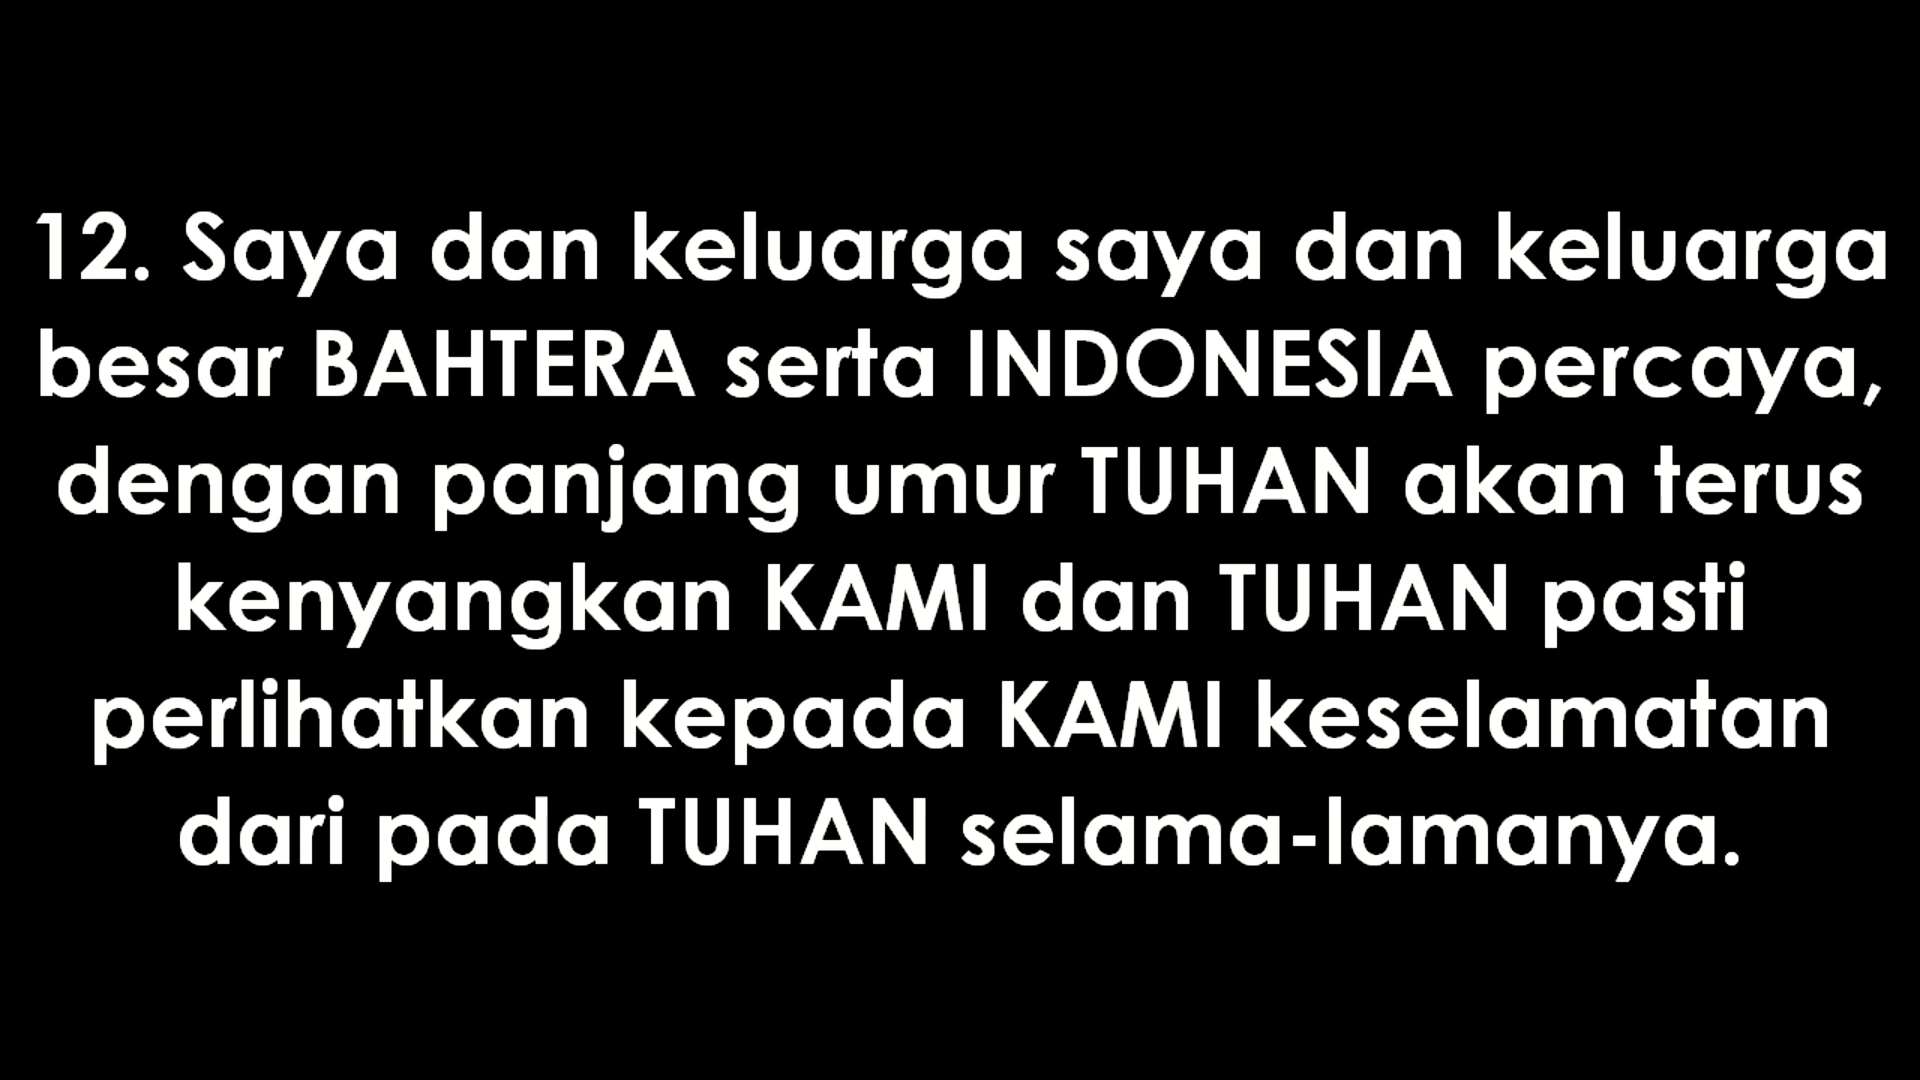 12. Saya dan keluarga saya dan keluarga
besar BAHTERA serta INDONESIA percaya,
dengan panjang umur TUHAN akan terus
kenyangkan KAMI dan TUHAN pasti
perlihatkan kepada KAMI keselamatan
dari pada TUHAN selama-lamanya.